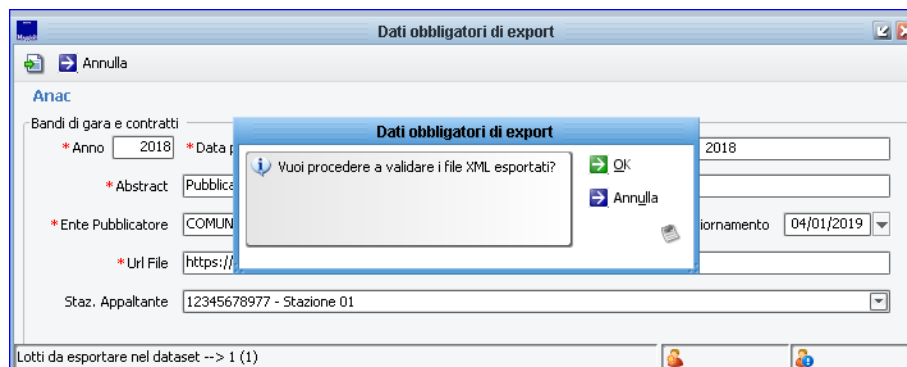 Dati obbligatori di export
Annulla
Anac
Bandi di gara e contratti
*Anno 2018 *Data p 2018
*Abstract Pubblica
*Ente Pubblicatore COMUN iornamento 04/01/2019
*Url File https://
Staz. Appaltante 12345678977 - Stazione 01
Lotti da esportare nel dataset --> 1 (1)
Dati obbligatori di export
Vuoi procedere a validare i file XML esportati?
OK
Annulla